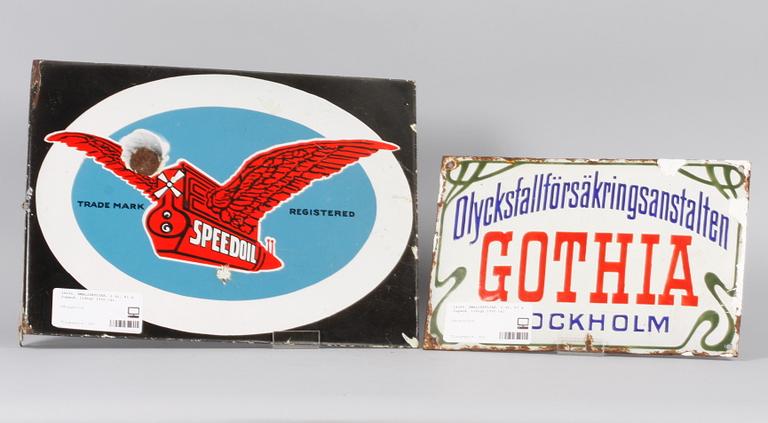 TRADE MARK
REGISTERED
SPEEDOIL
Olycksfallförsäkringsanstalten
GOTHIA
OCKHOLM